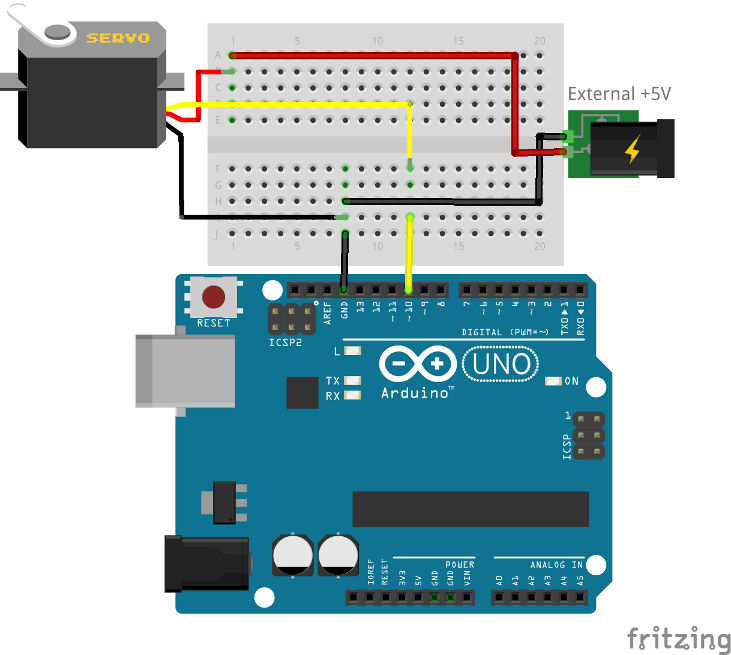 SERVO
1 5 10 15 20
A
B
C
D
E
External +5V
F
G
H
I
J
1 5 10 15 20
RESET
ICSP2
AREF
GND
13
12
~11
~10
~9
8
7
~6
~5
4
~3
2
TX0▶1
RX0◀0
DIGITAL (PWM=~)
L
TX
RX
Arduino™
UNO
ON
1
ICSP
IOREF
RESET
3V3
5V
GND
GND
VIN
POWER
ANALOG IN
A0
A1
A2
A3
A4
A5
fritzing